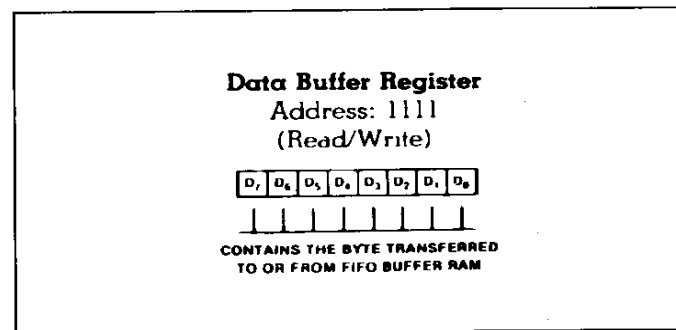 Data Buffer Register
Address: 1111
(Read/Write)
D7 D6 D5 D4 D3 D2 D1 D0
CONTAINS THE BYTE TRANSFERRED
TO OR FROM FIFO BUFFER RAM